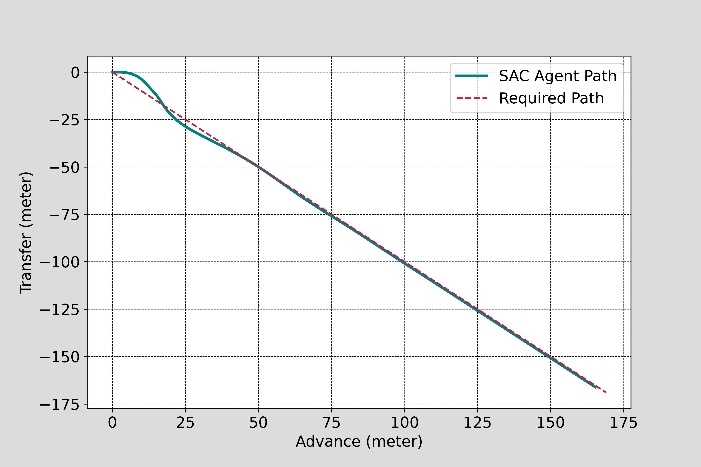 SAC Agent Path
Required Path
0
−25
−50
−75
−100
−125
−150
−175
Transfer (meter)
0 25 50 75 100 125 150 175
Advance (meter)